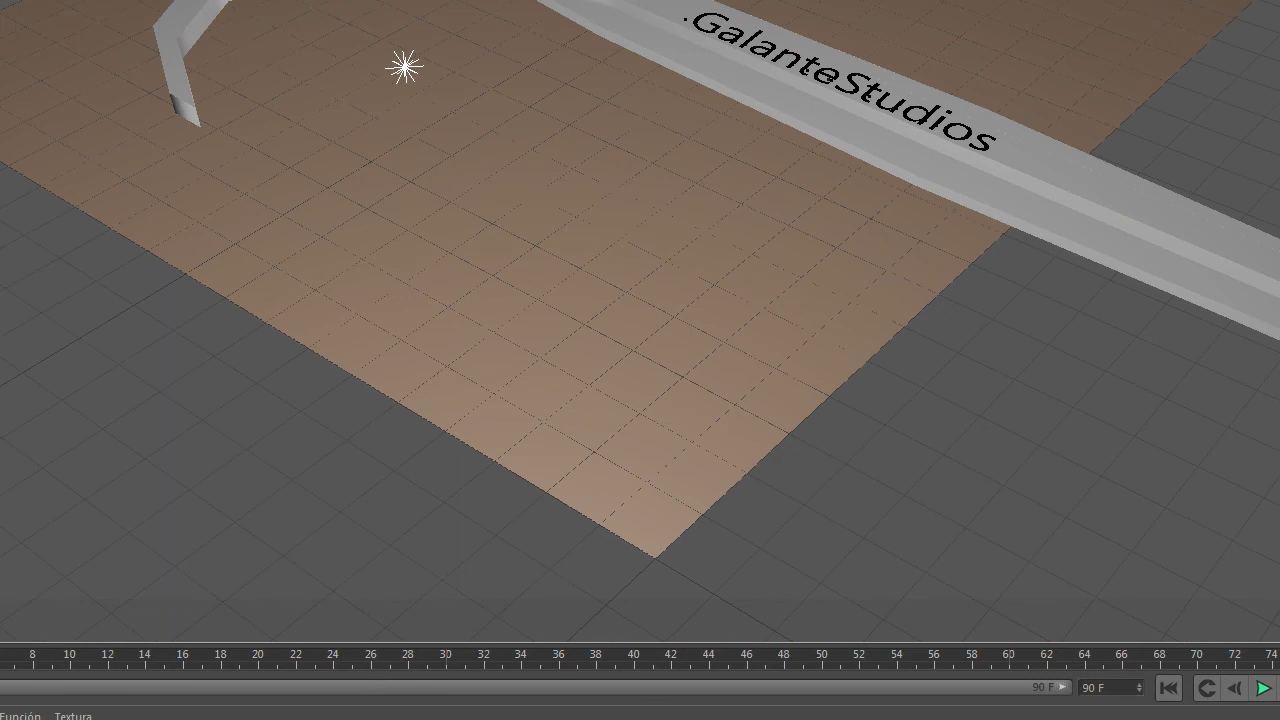 .GalanteStudios
8 10 12 14 16 18 20 22 24 26 28 30 32 34 36 38 40 42 44 46 48 50 52 54 56 58 60 62 64 66 68 70 72 74
90 F 90 F
Función Textura